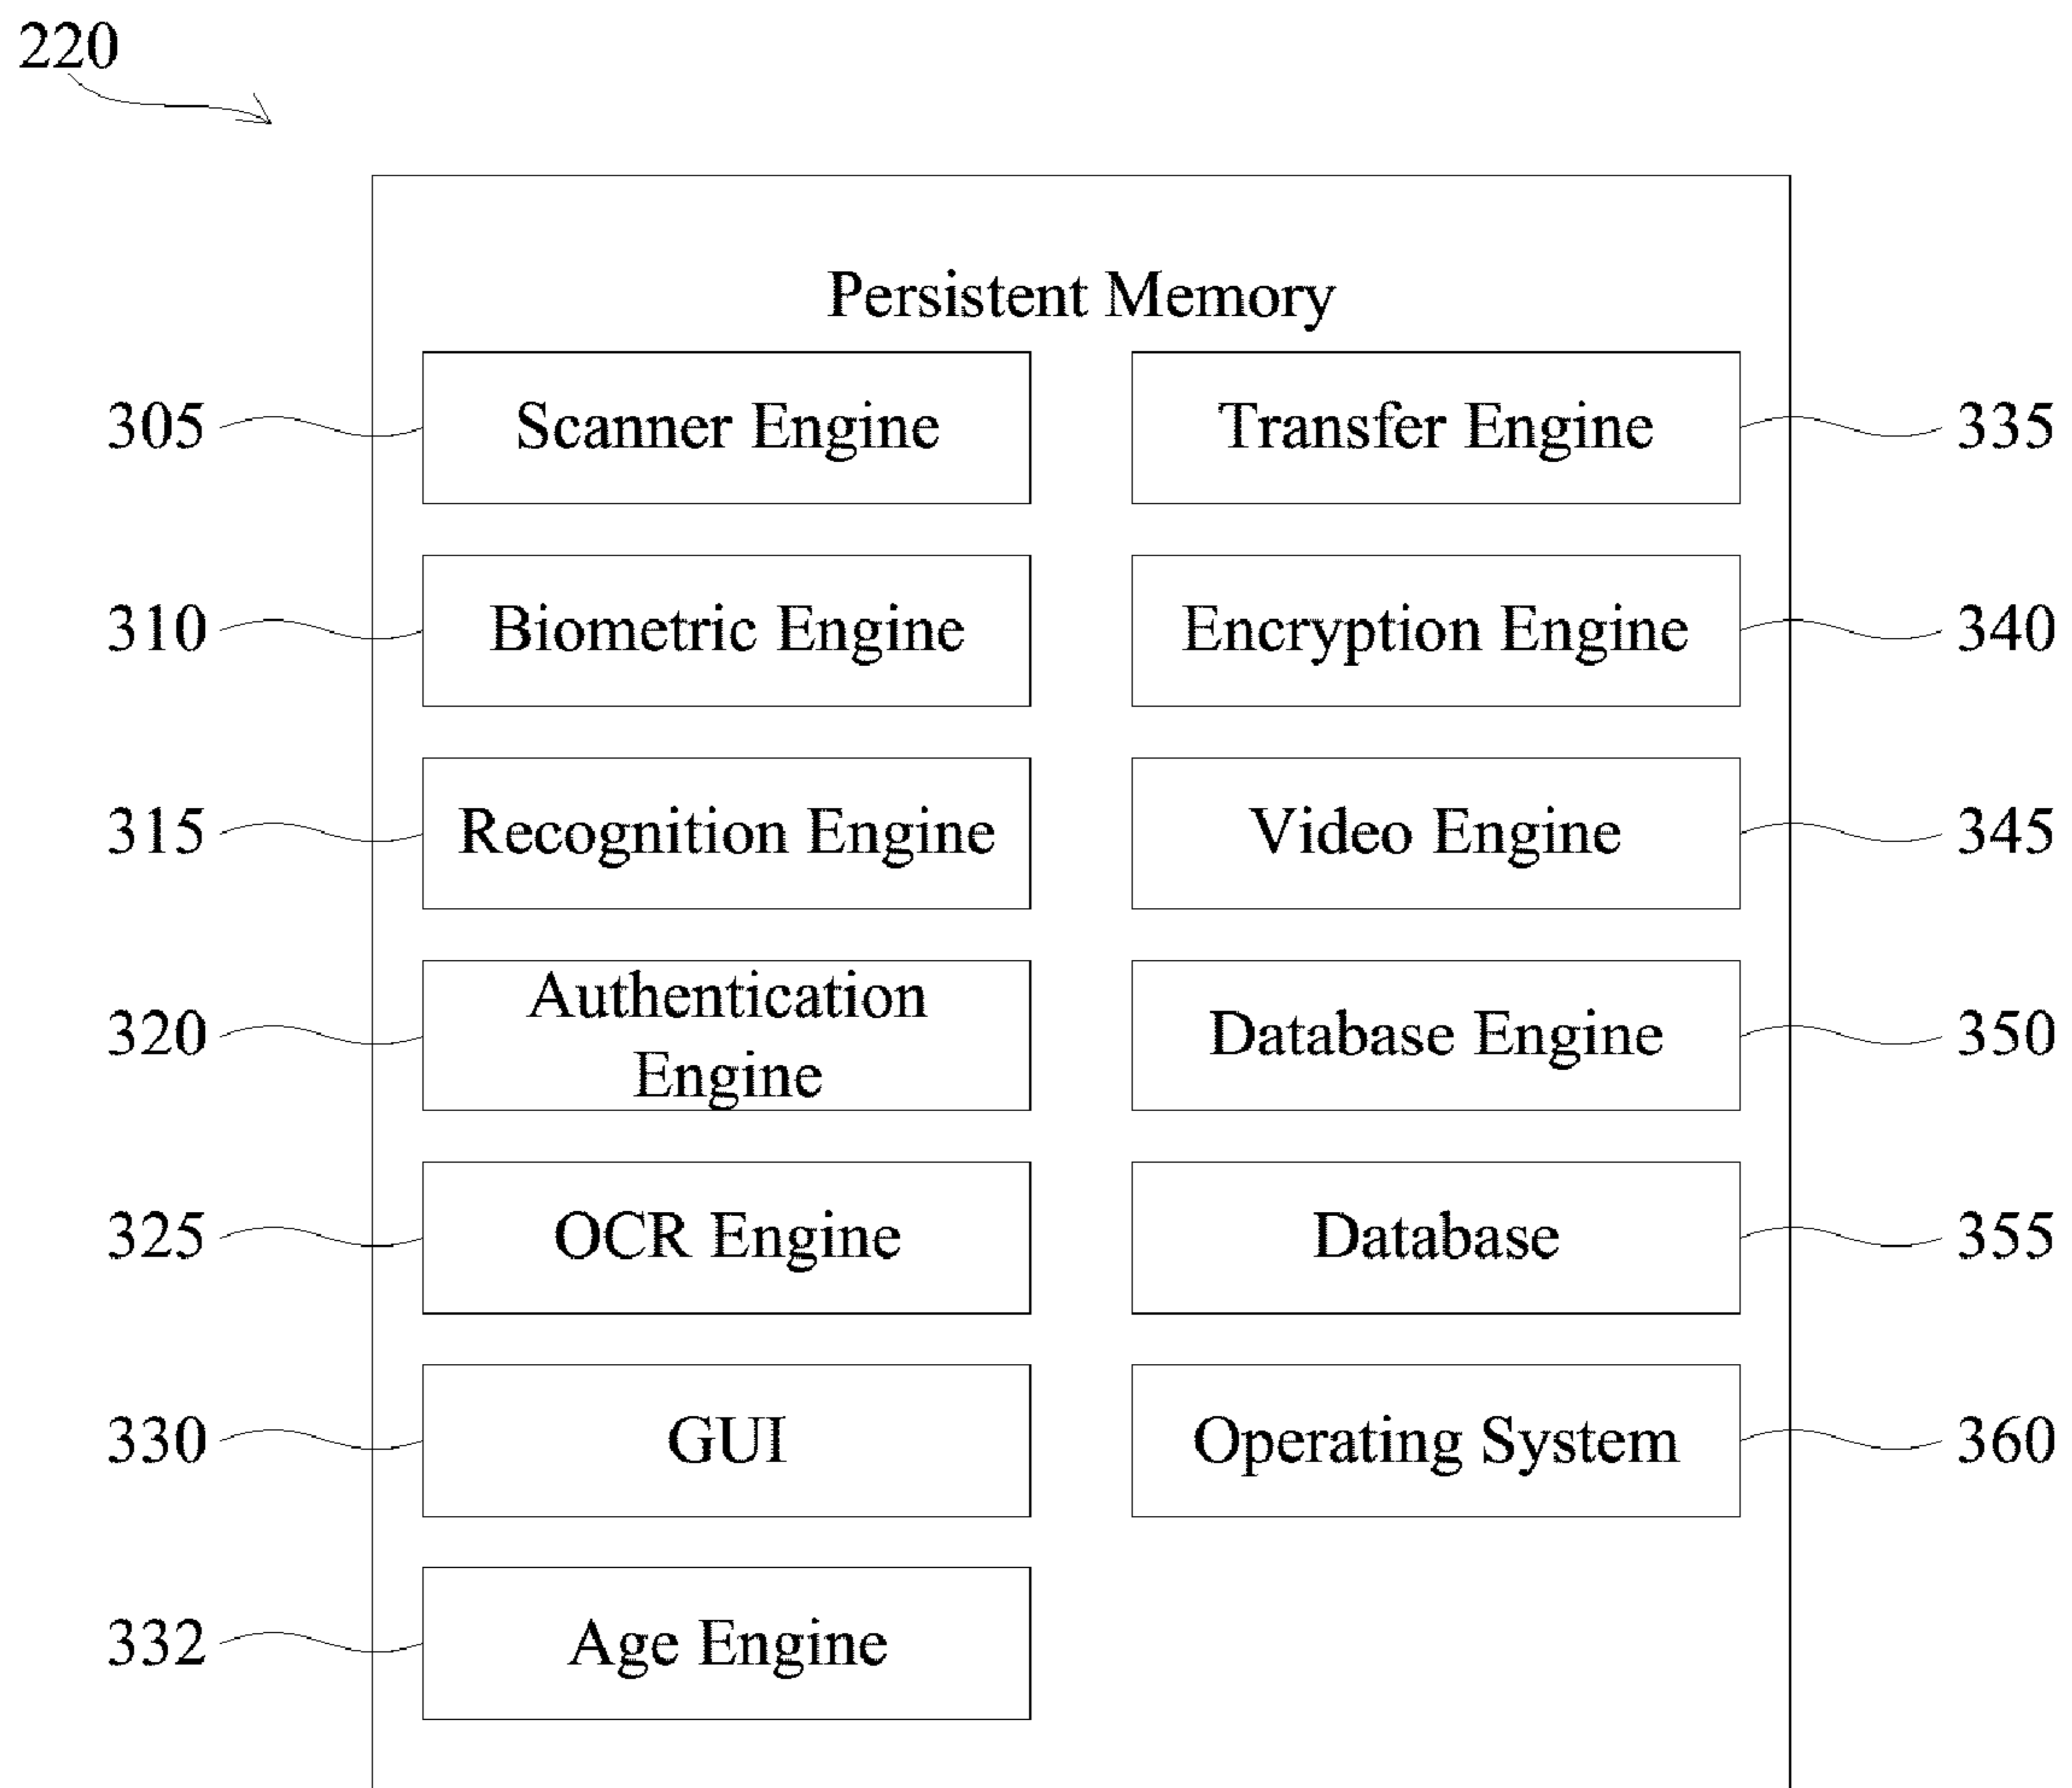 220
Persistent Memory
305 Scanner Engine Transfer Engine 335
310 Biometric Engine Encryption Engine 340
315 Recognition Engine Video Engine 345
320 Authentication
Engine Database Engine 350
325 OCR Engine Database 355
330 GUI Operating System 360
332 Age Engine